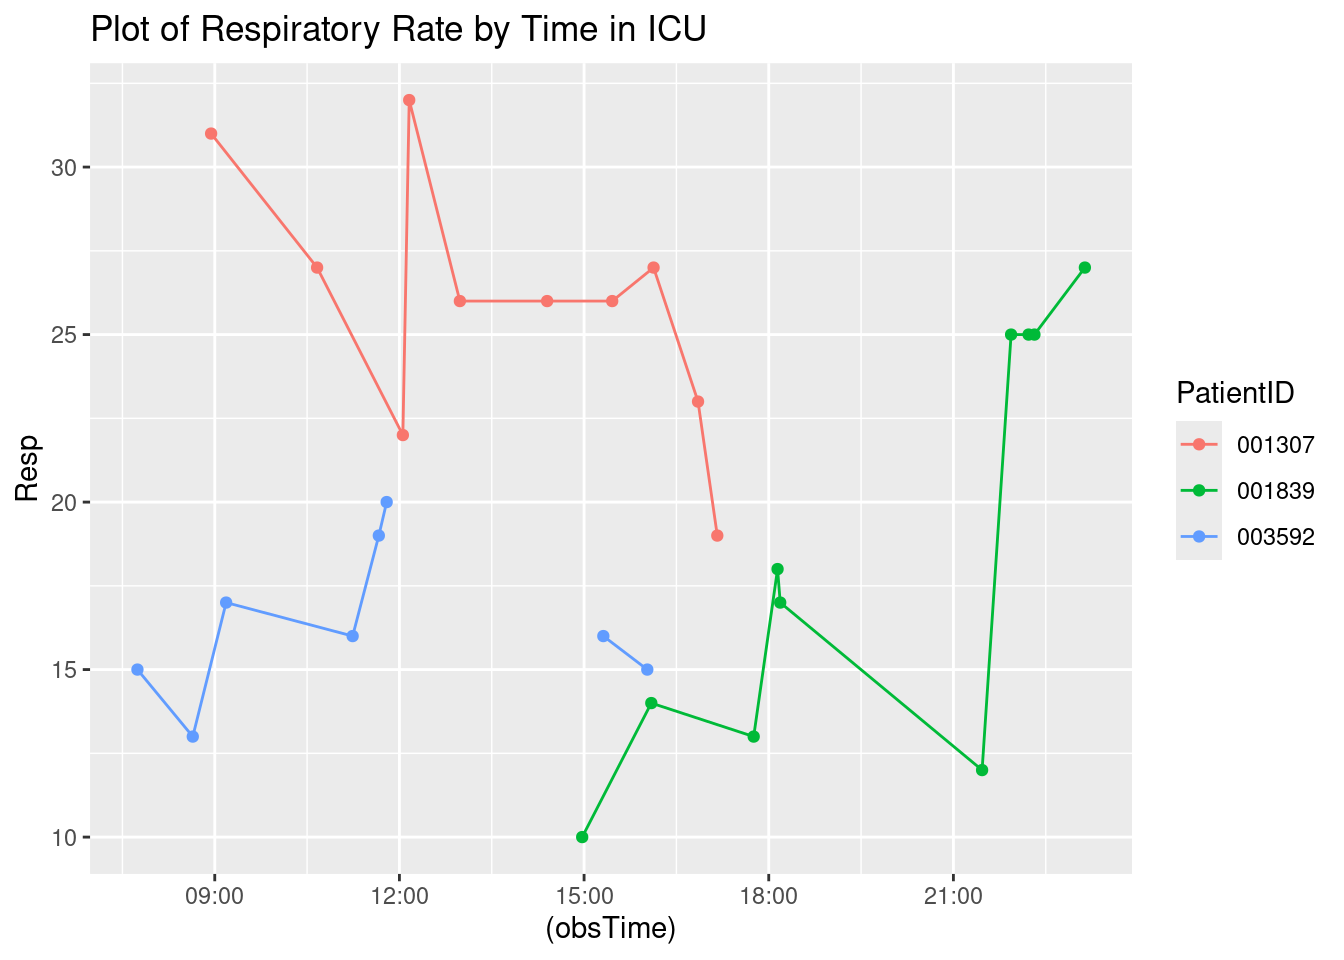 Plot of Respiratory Rate by Time in ICU
Resp
30
25
20
15
10
09:00 12:00 15:00 18:00 21:00
(obsTime)
PatientID
001307
001839
003592